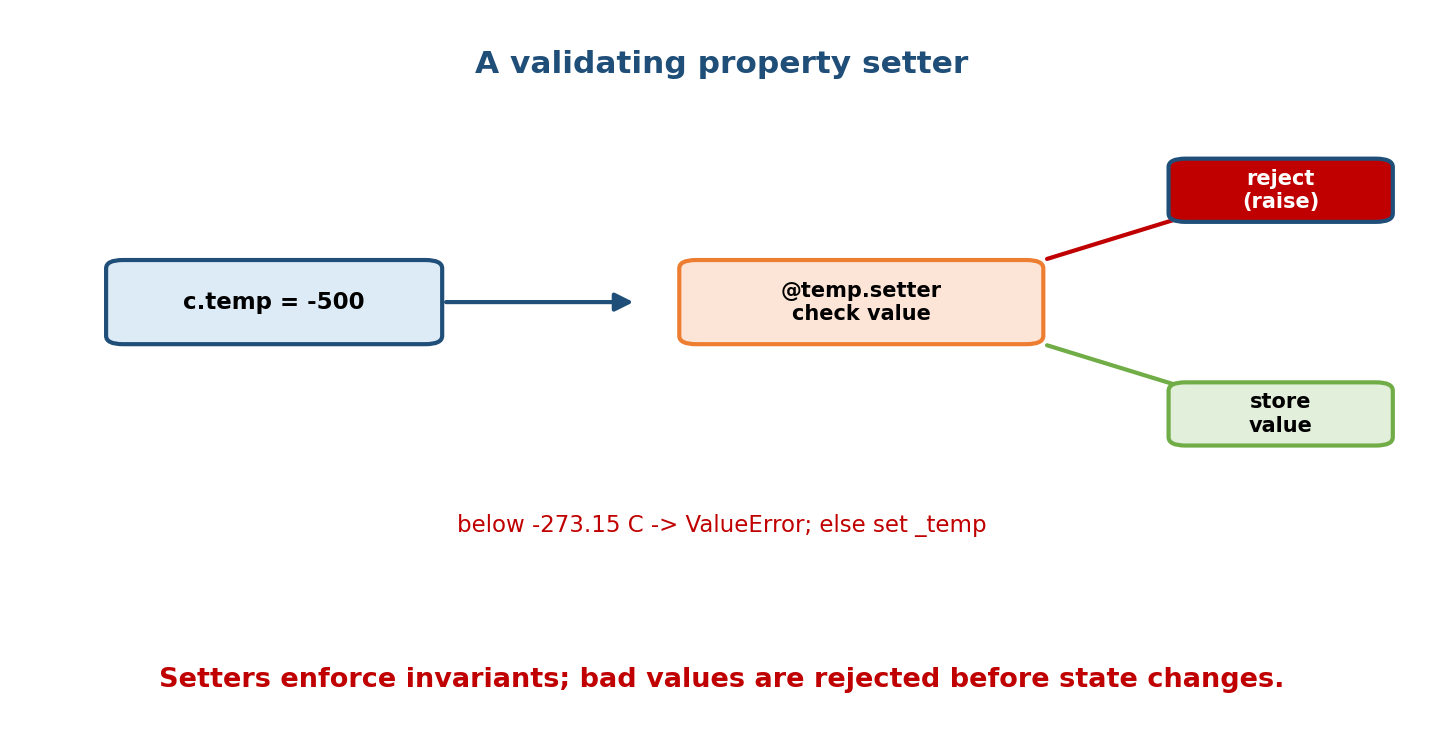 A validating property setter
reject
(raise)
c.temp = -500
@temp.setter
check value
store
value
below -273.15 C -> ValueError; else set _temp
Setters enforce invariants; bad values are rejected before state changes.